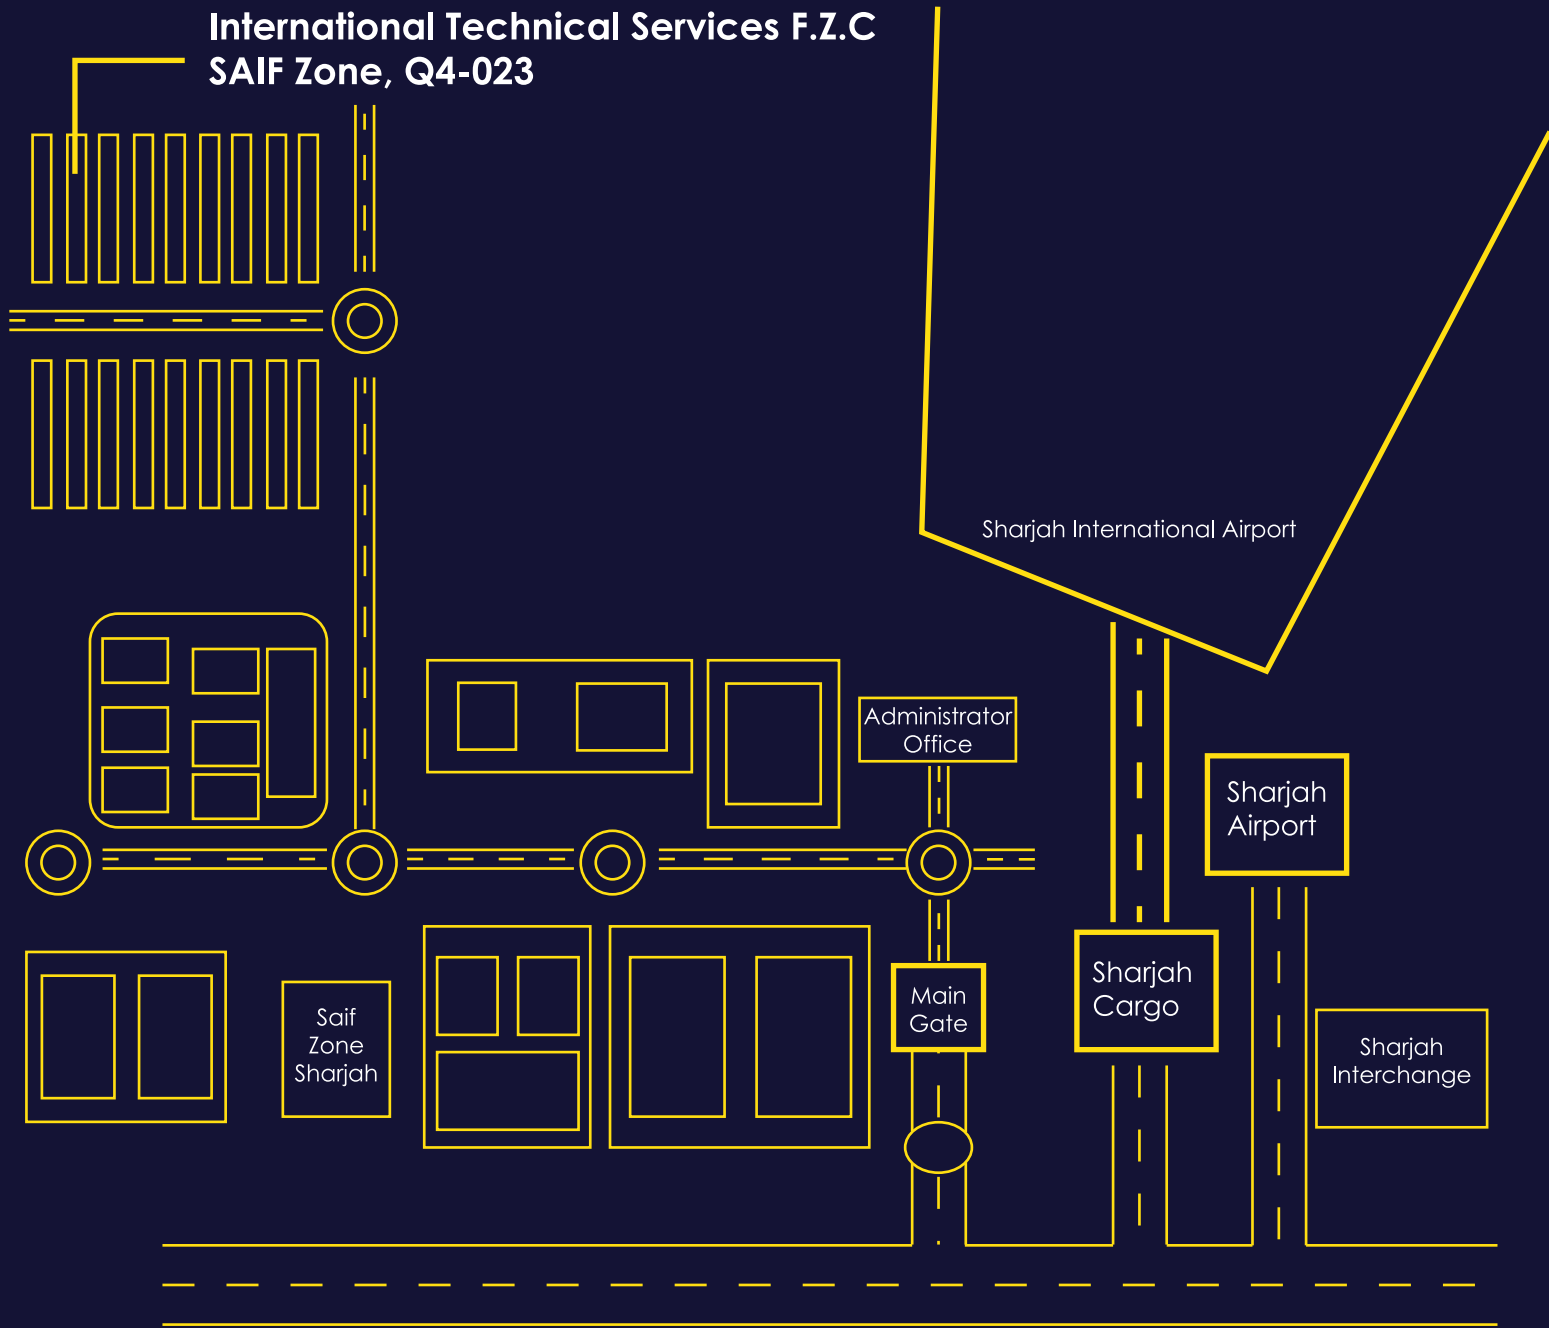 International Technical Services F.Z.C
SAIF Zone, Q4-023
Sharjah International Airport
Administrator
Office
Sharjah
Airport
Sharjah
Cargo
Main
Gate
Saif
Zone
Sharjah
Sharjah
Interchange